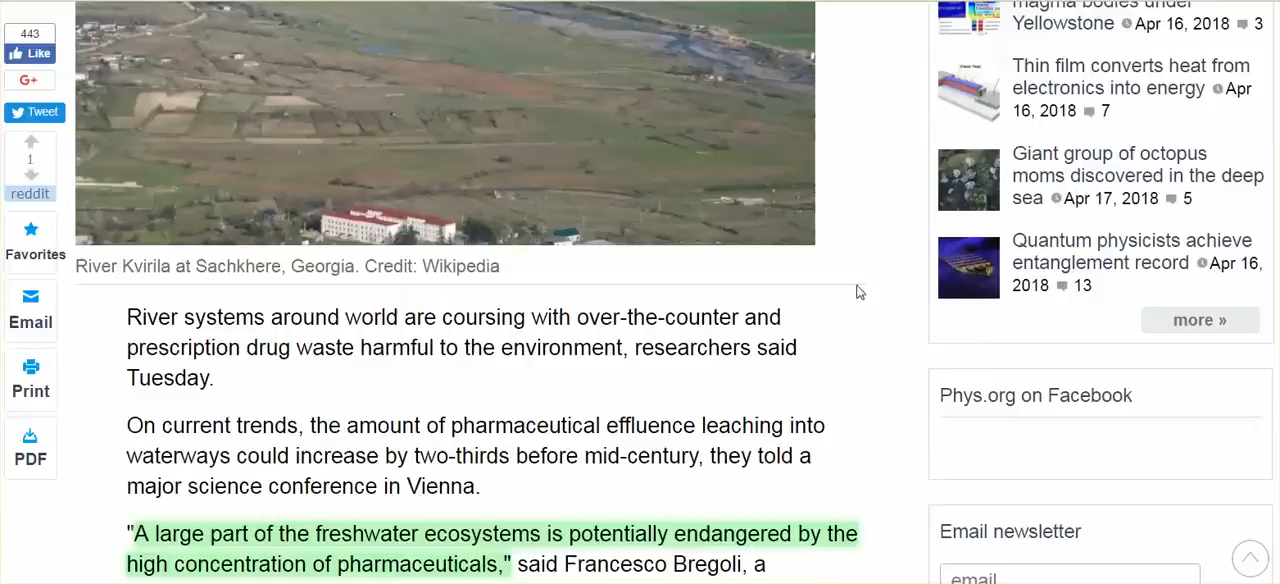 443
Like
G+
Tweet
1
reddit
Favorites
Email
Print
PDF
River Kvirila at Sachkhere, Georgia. Credit: Wikipedia
River systems around world are coursing with over-the-counter and
prescription drug waste harmful to the environment, researchers said
Tuesday.
On current trends, the amount of pharmaceutical effluence leaching into
waterways could increase by two-thirds before mid-century, they told a
major science conference in Vienna.
"A large part of the freshwater ecosystems is potentially endangered by the
high concentration of pharmaceuticals," said Francesco Bregoli, a
magma bodies under
Yellowstone Apr 16, 2018 3
Thin film converts heat from
electronics into energy Apr
16, 2018 7
Giant group of octopus
moms discovered in the deep
sea Apr 17, 2018 5
Quantum physicists achieve
entanglement record Apr 16,
2018 13
more »
Phys.org on Facebook
Email newsletter
email